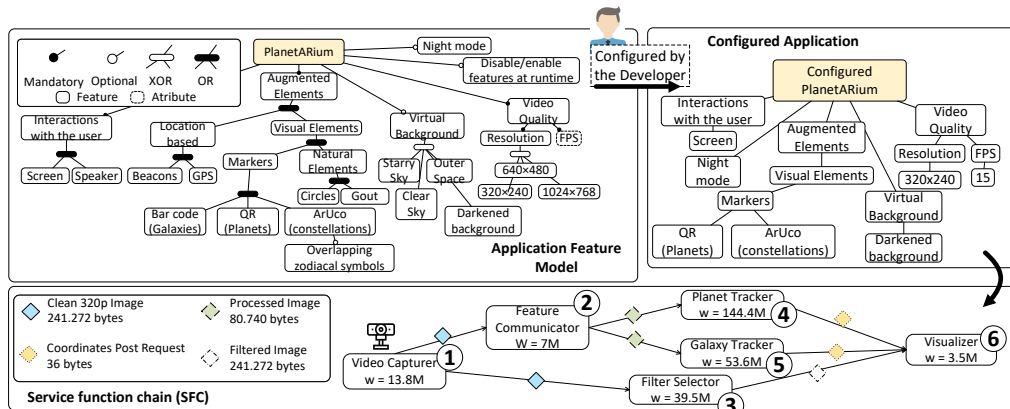 Mandatory
Optional
XOR
OR
Feature
Atribute
PlanetARium
Night mode
Disable/enable
features at runtime
Augmented
Elements
Interactions
with the user
Screen
Speaker
Location
based
Beacons
GPS
Visual Elements
Markers
Natural
Elements
Circles
Gout
Bar code
(Galaxies)
QR
(Planets)
ArUco
(constellations)
Overlapping
zodiacal symbols
Virtual
Background
Starry
Sky
Clear
Sky
Outer
Space
Darkened
background
Video
Quality
Resolution
FPS
640×480
320×240
1024×768
Application Feature
Model
Configured by
the Developer
Configured Application
Configured
PlanetARium
Interactions
with the user
Screen
Night
mode
Augmented
Elements
Visual Elements
Markers
QR
(Planets)
ArUco
(constellations)
Video
Quality
Resolution
FPS
320×240
15
Virtual
Background
Darkened
background
Clean 320p Image
241.272 bytes
Processed Image
80.740 bytes
Coordinates Post Request
36 bytes
Filtered Image
241.272 bytes
Service function chain (SFC)
Video Capturer
w = 13.8M
1
Feature
Communicator
w = 7M
2
Filter Selector
w = 39.5M
3
Planet Tracker
w = 144.4M
4
Galaxy Tracker
w = 53.6M
5
Visualizer
w = 3.5M
6